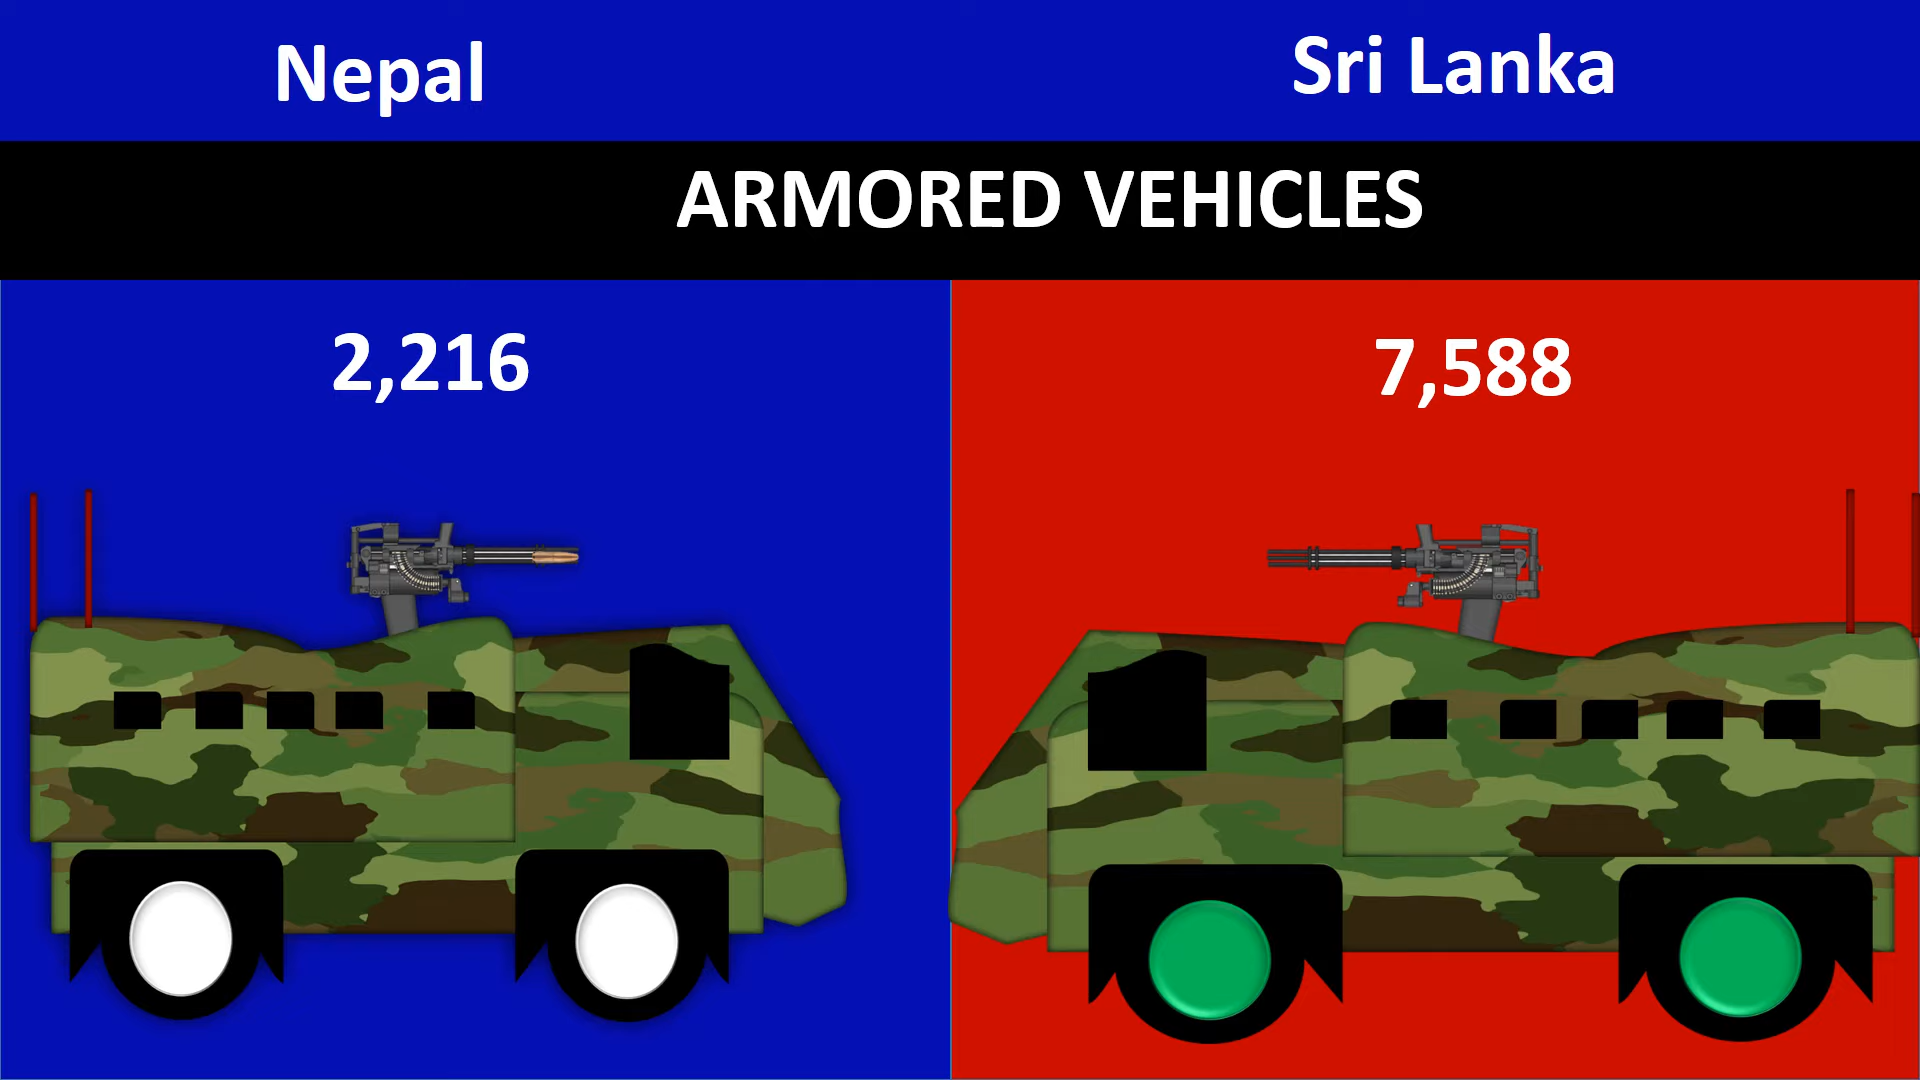 Nepal
Sri Lanka
ARMORED VEHICLES
2,216
7,588